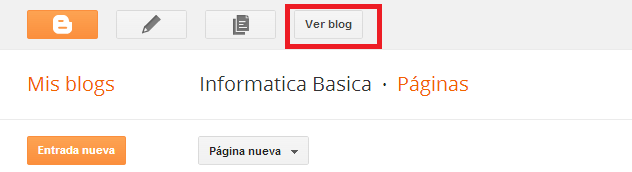 Ver blog
Mis blogs Informatica Basica · Páginas
Entrada nueva Página nueva